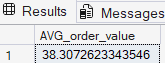 Results Messages
AVG_order_value
1 38.3072623343546